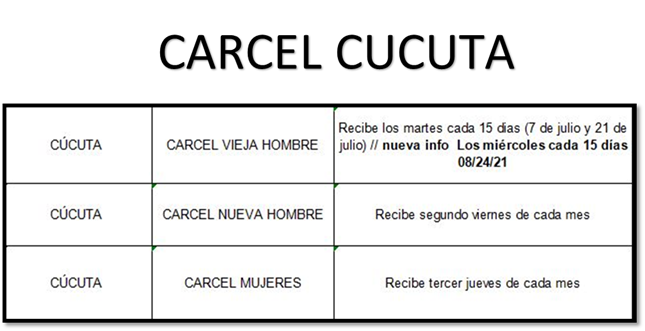 CARCEL CUCUTA
CÚCUTA
CARCEL VIEJA HOMBRE
Recibe los martes cada 15 dias (7 de julio y 21 de
julio) // nueva info Los miércoles cada 15 días
08/24/21
CÚCUTA
CARCEL NUEVA HOMBRE
Recibe segundo viernes de cada mes
CÚCUTA
CARCEL MUJERES
Recibe tercer jueves de cada mes